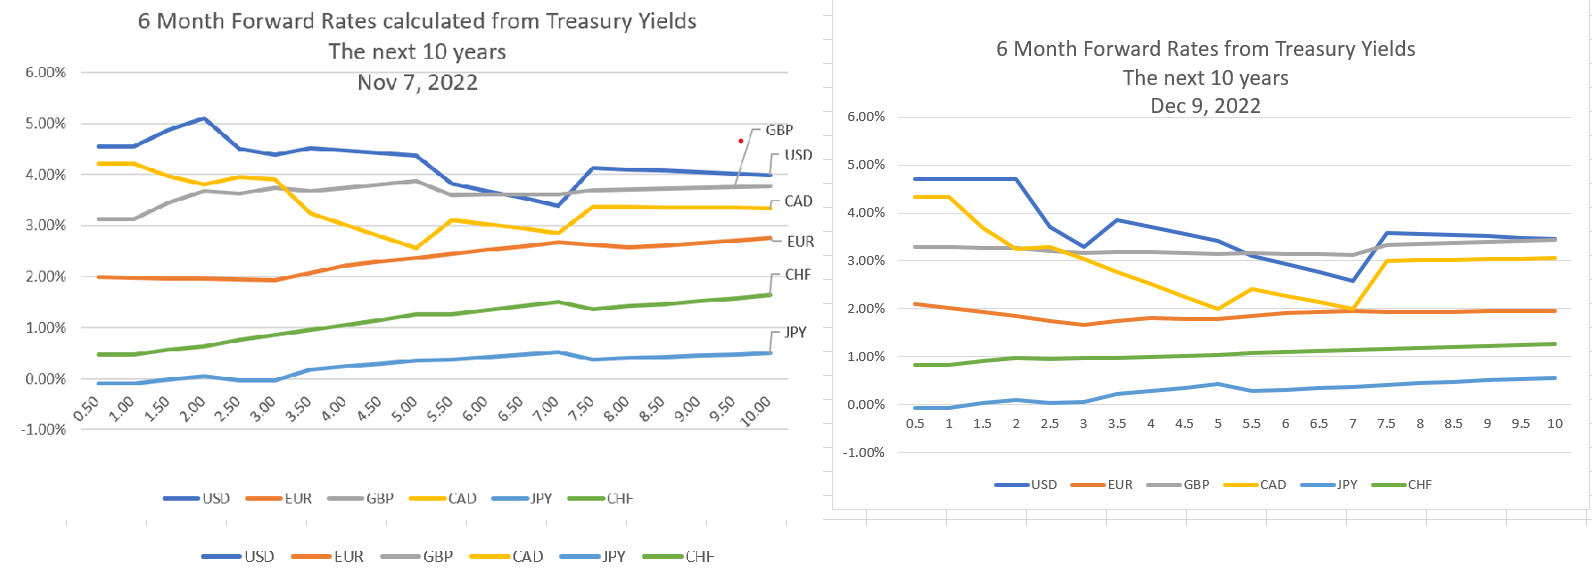 6 Month Forward Rates calculated from Treasury Yields
The next 10 years
Nov 7, 2022
6.00%
5.00%
4.00%
3.00%
2.00%
1.00%
0.00%
-1.00%
GBP
USD
CAD
EUR
CHF
JPY
0.50 1.00 1.50 2.00 2.50 3.00 3.50 4.00 4.50 5.00 5.50 6.00 6.50 7.00 7.50 8.00 8.50 9.00 9.50 10.00
USD EUR GBP CAD JPY CHF
USD EUR GBP CAD JPY CHF
6 Month Forward Rates from Treasury Yields
The next 10 years
Dec 9, 2022
6.00%
5.00%
4.00%
3.00%
2.00%
1.00%
0.00%
-1.00%
0.5 1 1.5 2 2.5 3 3.5 4 4.5 5 5.5 6 6.5 7 7.5 8 8.5 9 9.5 10
USD EUR GBP CAD JPY CHF